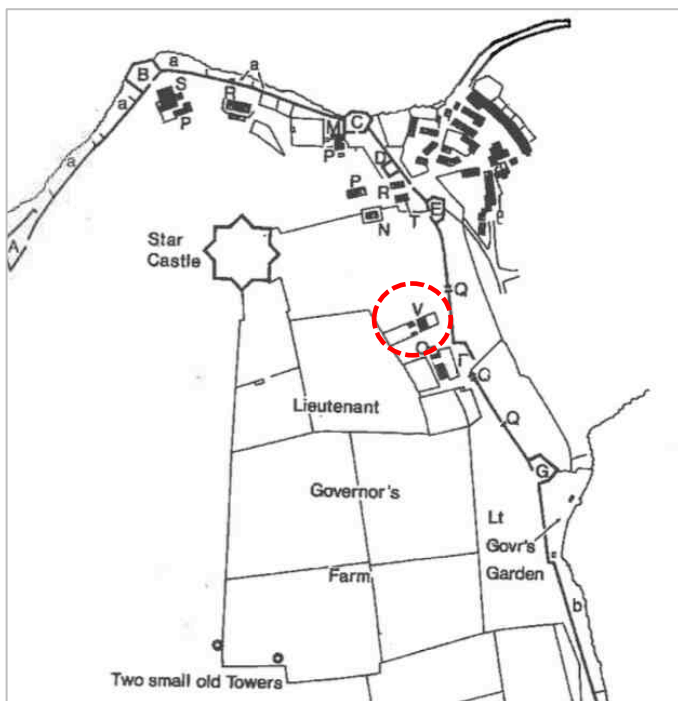 B
a
a
S
R
a
P
C
M
P
D
a
P
R
E
T
N
A
Star
Castle
Q
V
O
Q
Lieutenant
Q
G
Governor's
Lt
Govr's
Garden
Farm
b
Two small old Towers